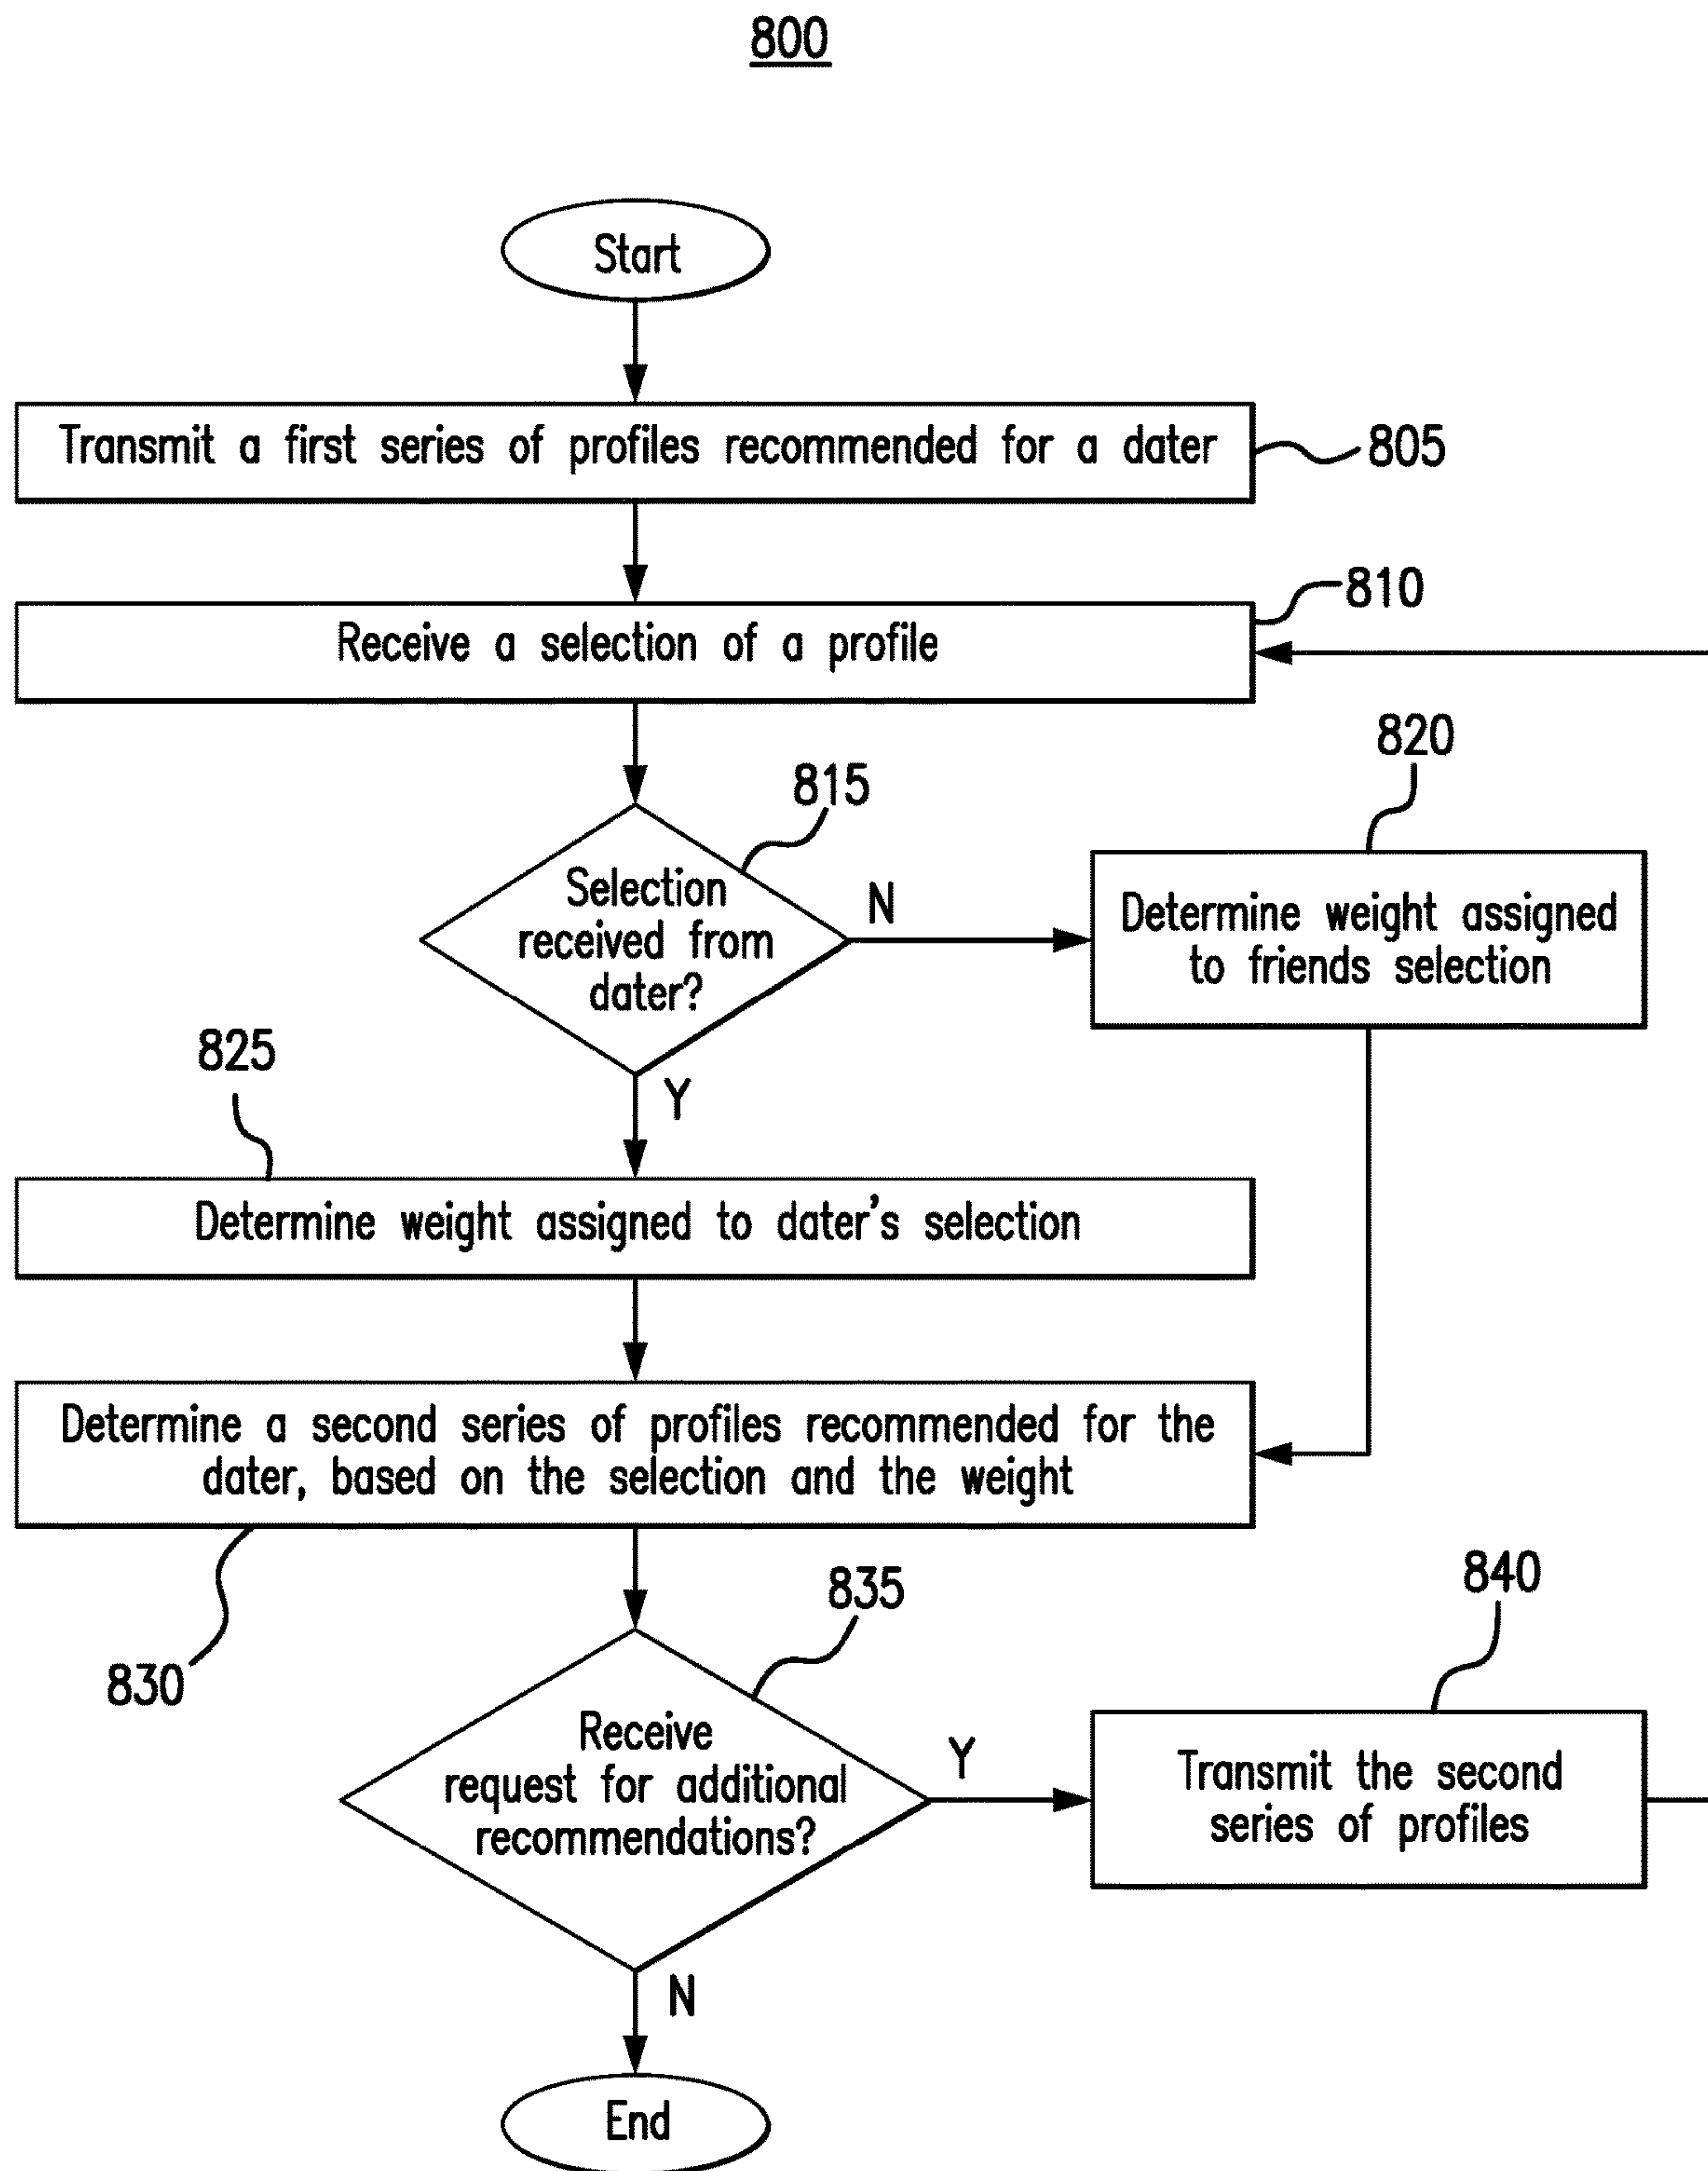 800
Start
Transmit a first series of profiles recommended for a dater
805
810
Receive a selection of a profile
820
815
Selection
received from
dater?
N
Determine weight assigned
to friends selection
825
Y
Determine weight assigned to dater's selection
Determine a second series of profiles recommended for the
dater, based on the selection and the weight
830
835
840
Receive
request for additional
recommendations?
Y
Transmit the second
series of profiles
N
End